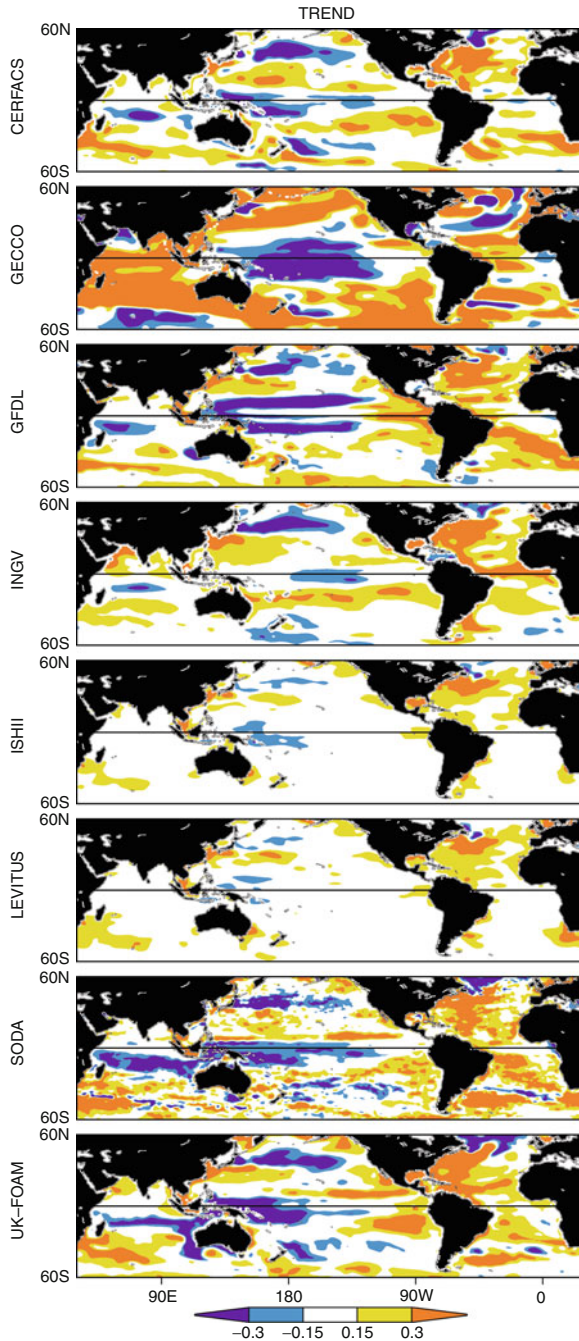 TREND
60N
CERFACS
60S
60N
GECCO
60S
60N
GFDL
60S
60N
INGV
60S
60N
ISHII
60S
60N
LEVITUS
60S
60N
SODA
60S
60N
UK–FOAM
60S
90E 180 90W 0
−0.3 −0.15 0.15 0.3